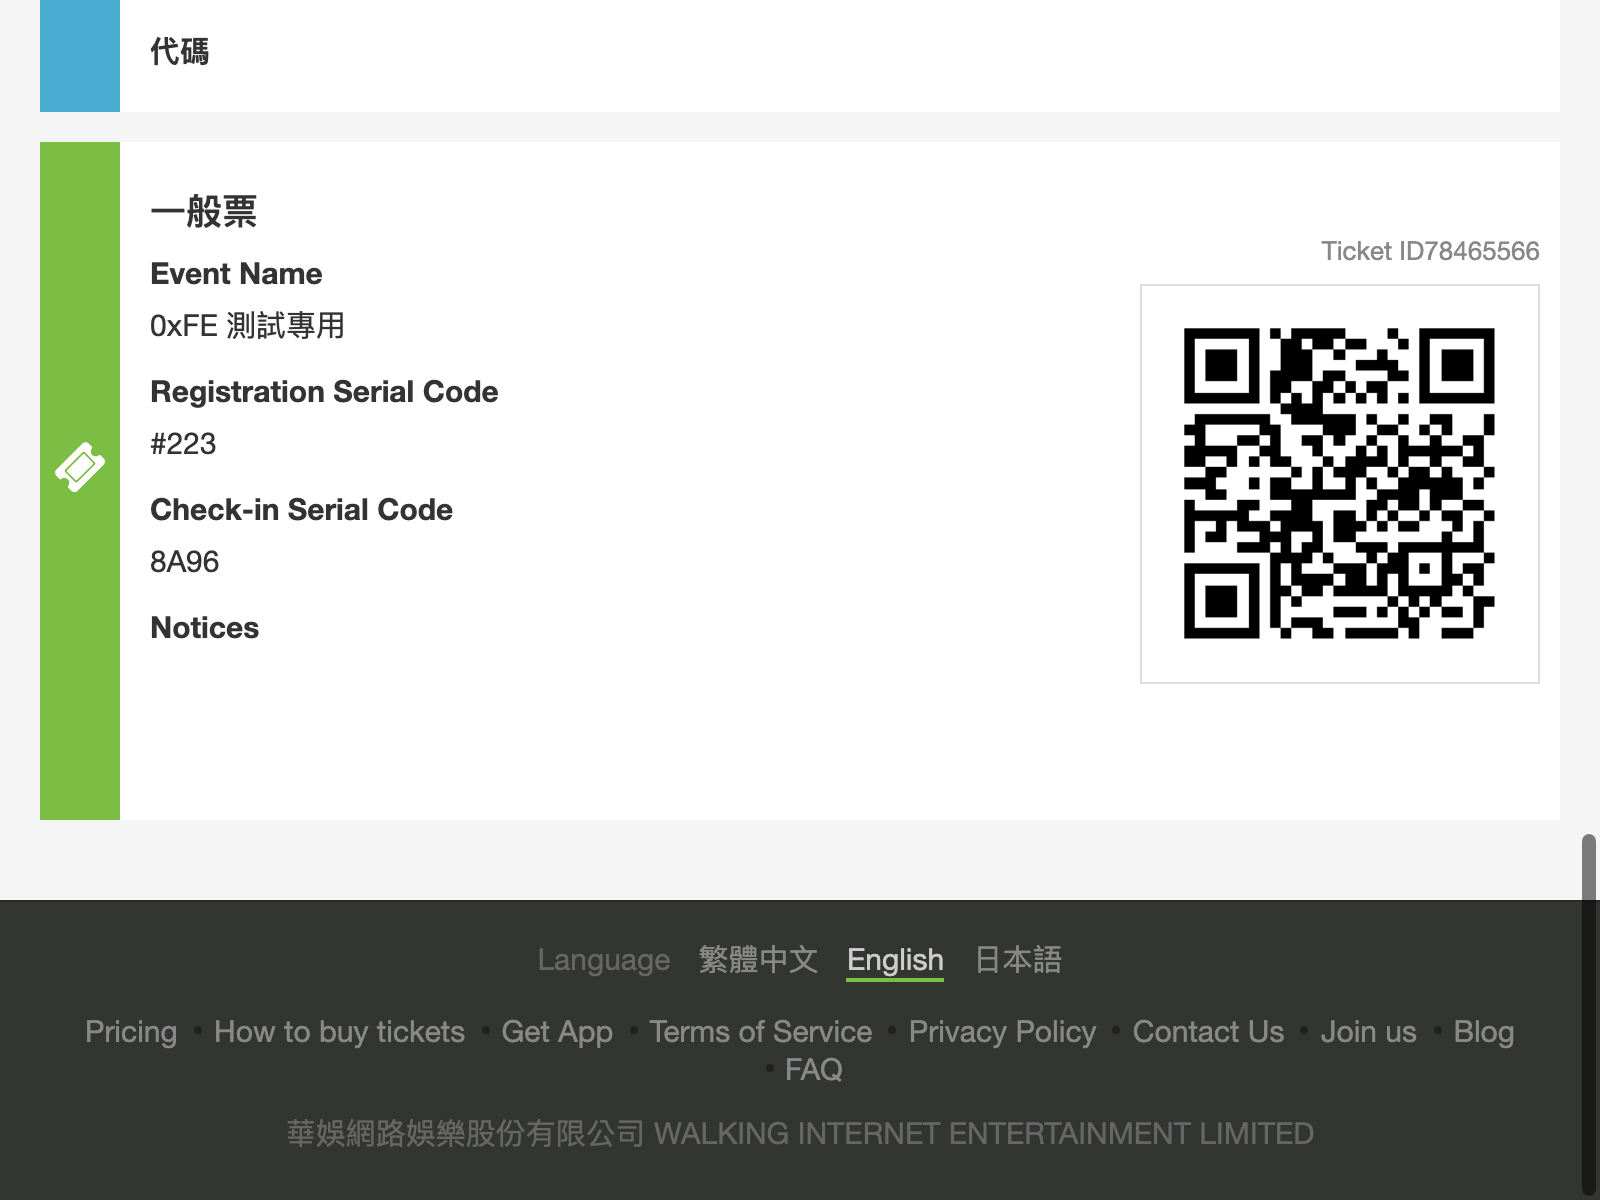 代碼
一般票
Event Name
0xFE 測試專用
Registration Serial Code
#223
Check-in Serial Code
8A96
Notices
Ticket ID78465566
Language 繁體中文 English 日本語
Pricing • How to buy tickets • Get App • Terms of Service • Privacy Policy • Contact Us • Join us • Blog
• FAQ
華娛網路娛樂股份有限公司 WALKING INTERNET ENTERTAINMENT LIMITED